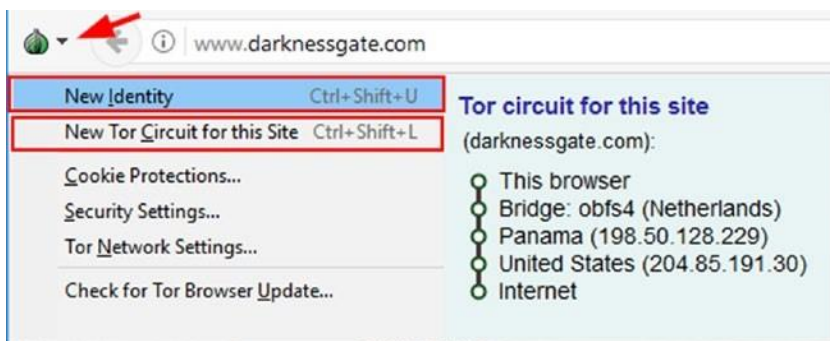 www.darknessgate.com
New Identity Ctrl+Shift+U
New Tor Circuit for this Site Ctrl+Shift+L
Cookie Protections...
Security Settings...
Tor Network Settings...
Check for Tor Browser Update...
Tor circuit for this site
(darknessgate.com):
This browser
Bridge: obfs4 (Netherlands)
Panama (198.50.128.229)
United States (204.85.191.30)
Internet